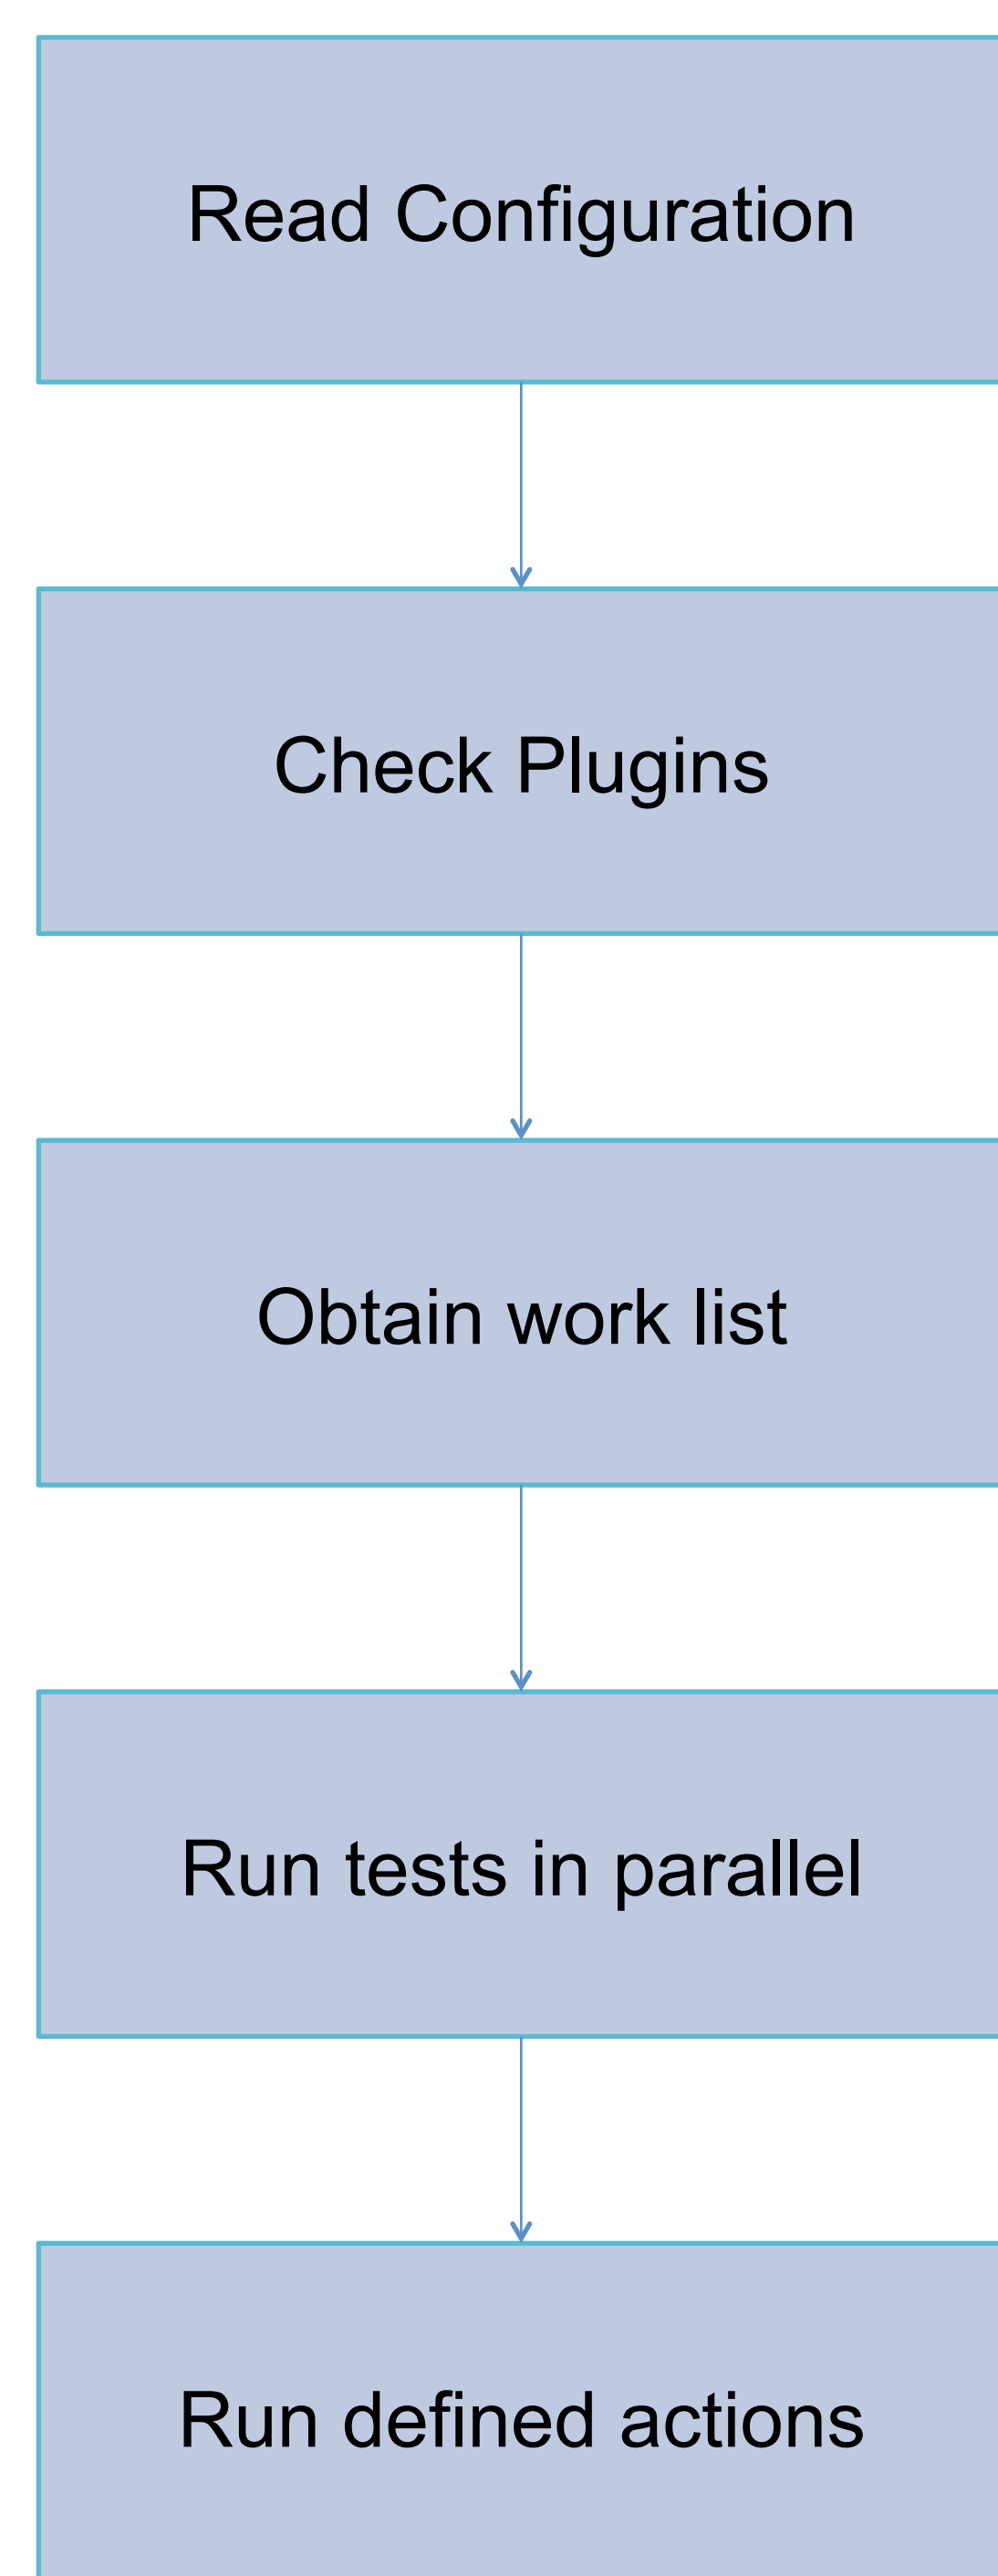 Read Configuration
Check Plugins
Obtain work list
Run tests in parallel
Run defined actions